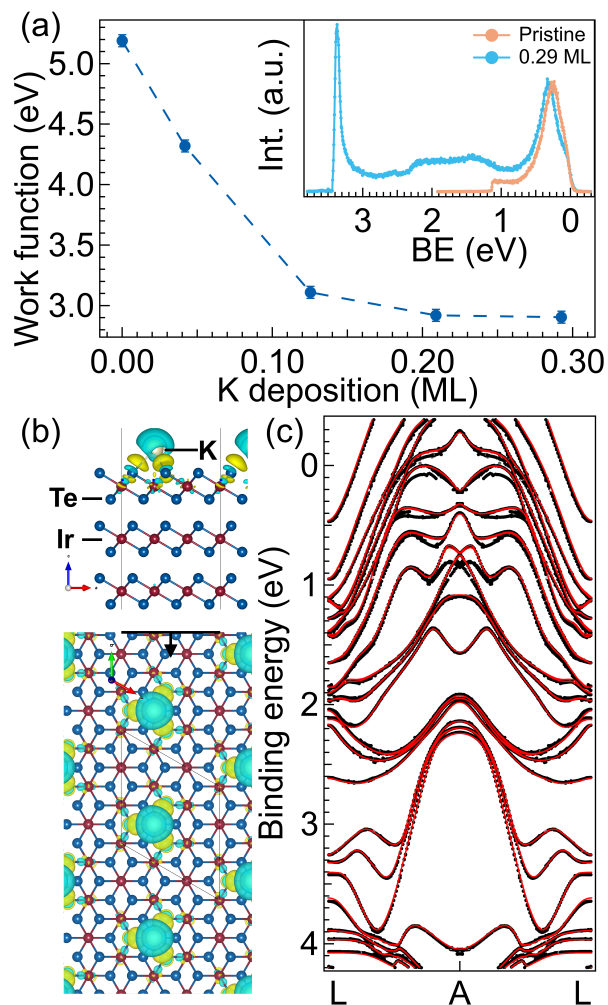 (a)
Work function (eV)
5.0
4.5
4.0
3.5
3.0
0.00
0.10
0.20
0.30
K deposition (ML)
Int. (a.u.)
Pristine
0.29 ML
3
2
1
0
BE (eV)
(b)
K
Te
Ir
(c)
Binding energy (eV)
0
1
2
3
4
L
A
L